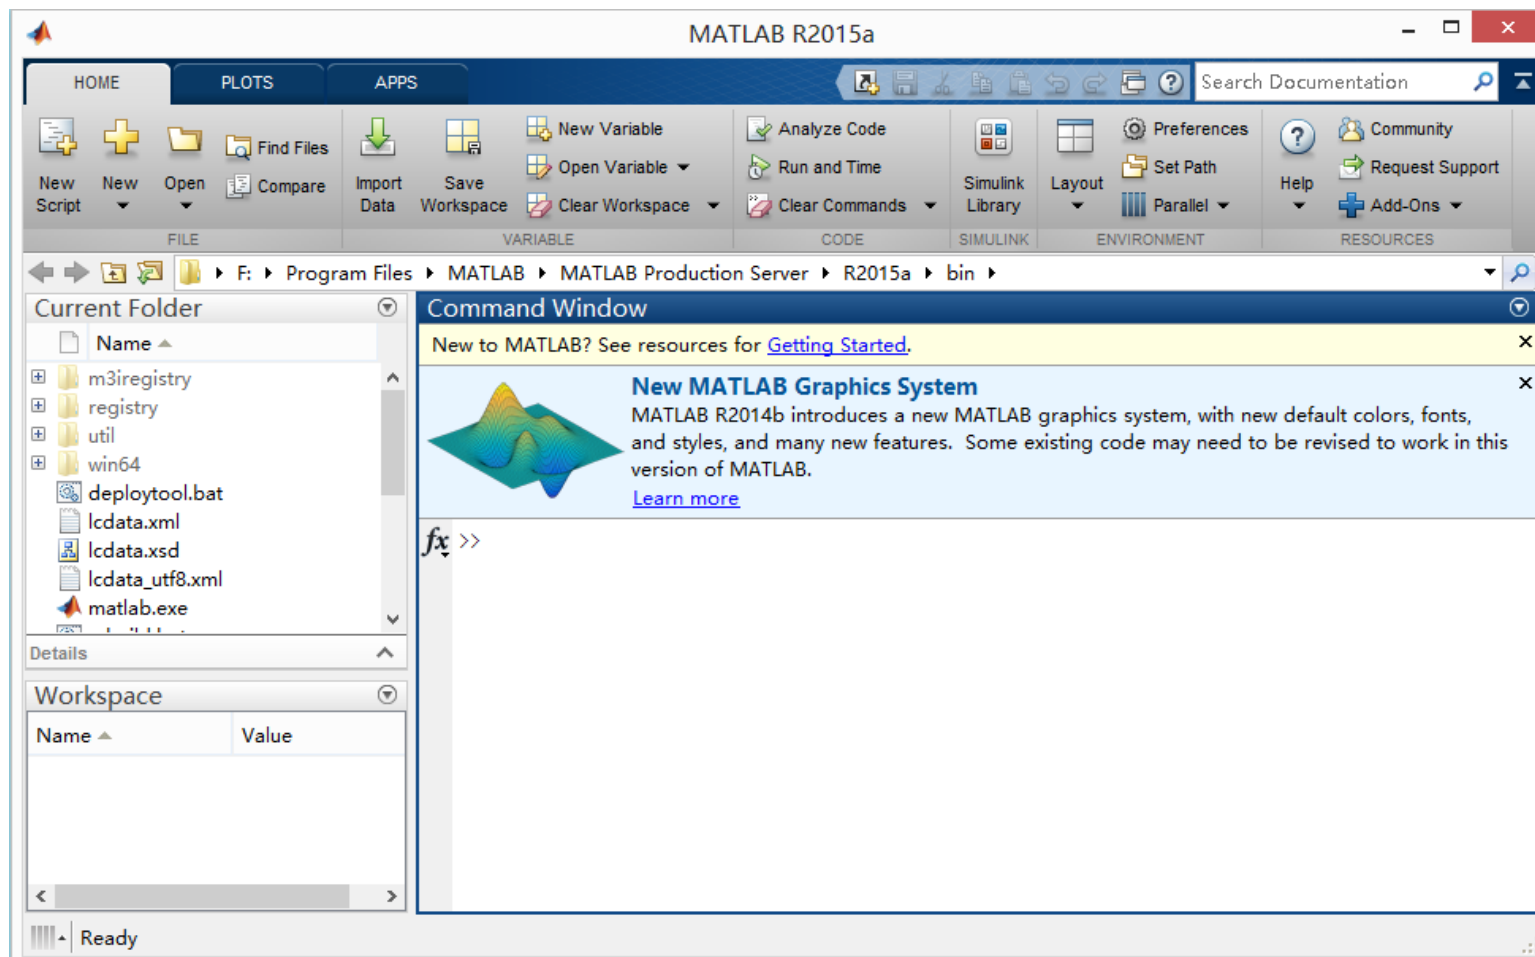 MATLAB R2015a
HOME PLOTS APPS Search Documentation
New Script New Open Find Files Compare Import Data Save Workspace New Variable Open Variable Clear Workspace Analyze Code Run and Time Clear Commands Simulink Library Layout Preferences Set Path Parallel Help Community Request Support Add-Ons
FILE VARIABLE CODE SIMULINK ENVIRONMENT RESOURCES
F: Program Files MATLAB MATLAB Production Server R2015a bin
Current Folder
Name
m3iregistry
registry
util
win64
deploytool.bat
lcdata.xml
lcdata.xsd
lcdata_utf8.xml
matlab.exe
Details
Workspace
Name Value
Command Window
New to MATLAB? See resources for Getting Started.
New MATLAB Graphics System
MATLAB R2014b introduces a new MATLAB graphics system, with new default colors, fonts,
and styles, and many new features. Some existing code may need to be revised to work in this
version of MATLAB.
Learn more
fx >>
Ready